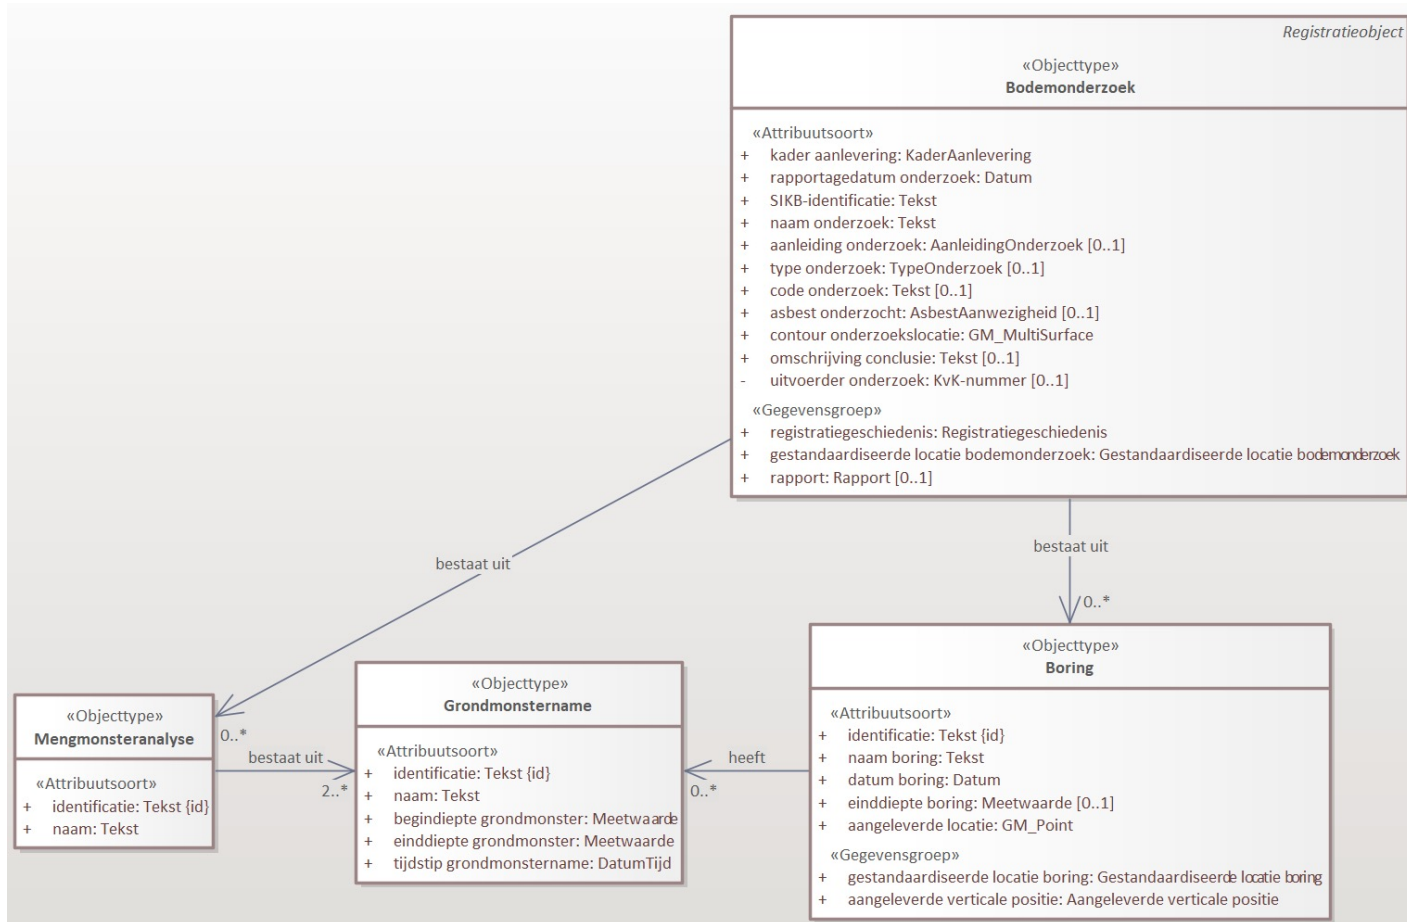 Registratieobject
«Objecttype»
Bodemonderzoek
«Attribuutsoort»
+ kader aanlevering: KaderAanlevering
+ rapportagedatum onderzoek: Datum
+ SIKB-identificatie: Tekst
+ naam onderzoek: Tekst
+ aanleiding onderzoek: AanleidingOnderzoek [0..1]
+ type onderzoek: TypeOnderzoek [0..1]
+ code onderzoek: Tekst [0..1]
+ asbest onderzocht: AsbestAanwezigheid [0..1]
+ contour onderzoekslocatie: GM_MultiSurface
+ omschrijving conclusie: Tekst [0..1]
- uitvoerder onderzoek: KvK-nummer [0..1]
«Gegevensgroep»
+ registratiegeschiedenis: Registratiegeschiedenis
+ gestandaardiseerde locatie bodemonderzoek: Gestandaardiseerde locatie bodemonderzoek
+ rapport: Rapport [0..1]
bestaat uit
0..*
bestaat uit
0..*
«Objecttype»
Mengmonsteranalyse
«Attribuutsoort»
+ identificatie: Tekst {id}
+ naam: Tekst
bestaat uit
2..*
«Objecttype»
Grondmonstername
«Attribuutsoort»
+ identificatie: Tekst {id}
+ naam: Tekst
+ begindiepte grondmonster: Meetwaarde
+ einddiepte grondmonster: Meetwaarde
+ tijdstip grondmonstername: DatumTijd
heeft
0..*
«Objecttype»
Boring
«Attribuutsoort»
+ identificatie: Tekst {id}
+ naam boring: Tekst
+ datum boring: Datum
+ einddiepte boring: Meetwaarde [0..1]
+ aangeleverde locatie: GM_Point
«Gegevensgroep»
+ gestandaardiseerde locatie boring: Gestandaardiseerde locatie boring
+ aangeleverde verticale positie: Aangeleverde verticale positie